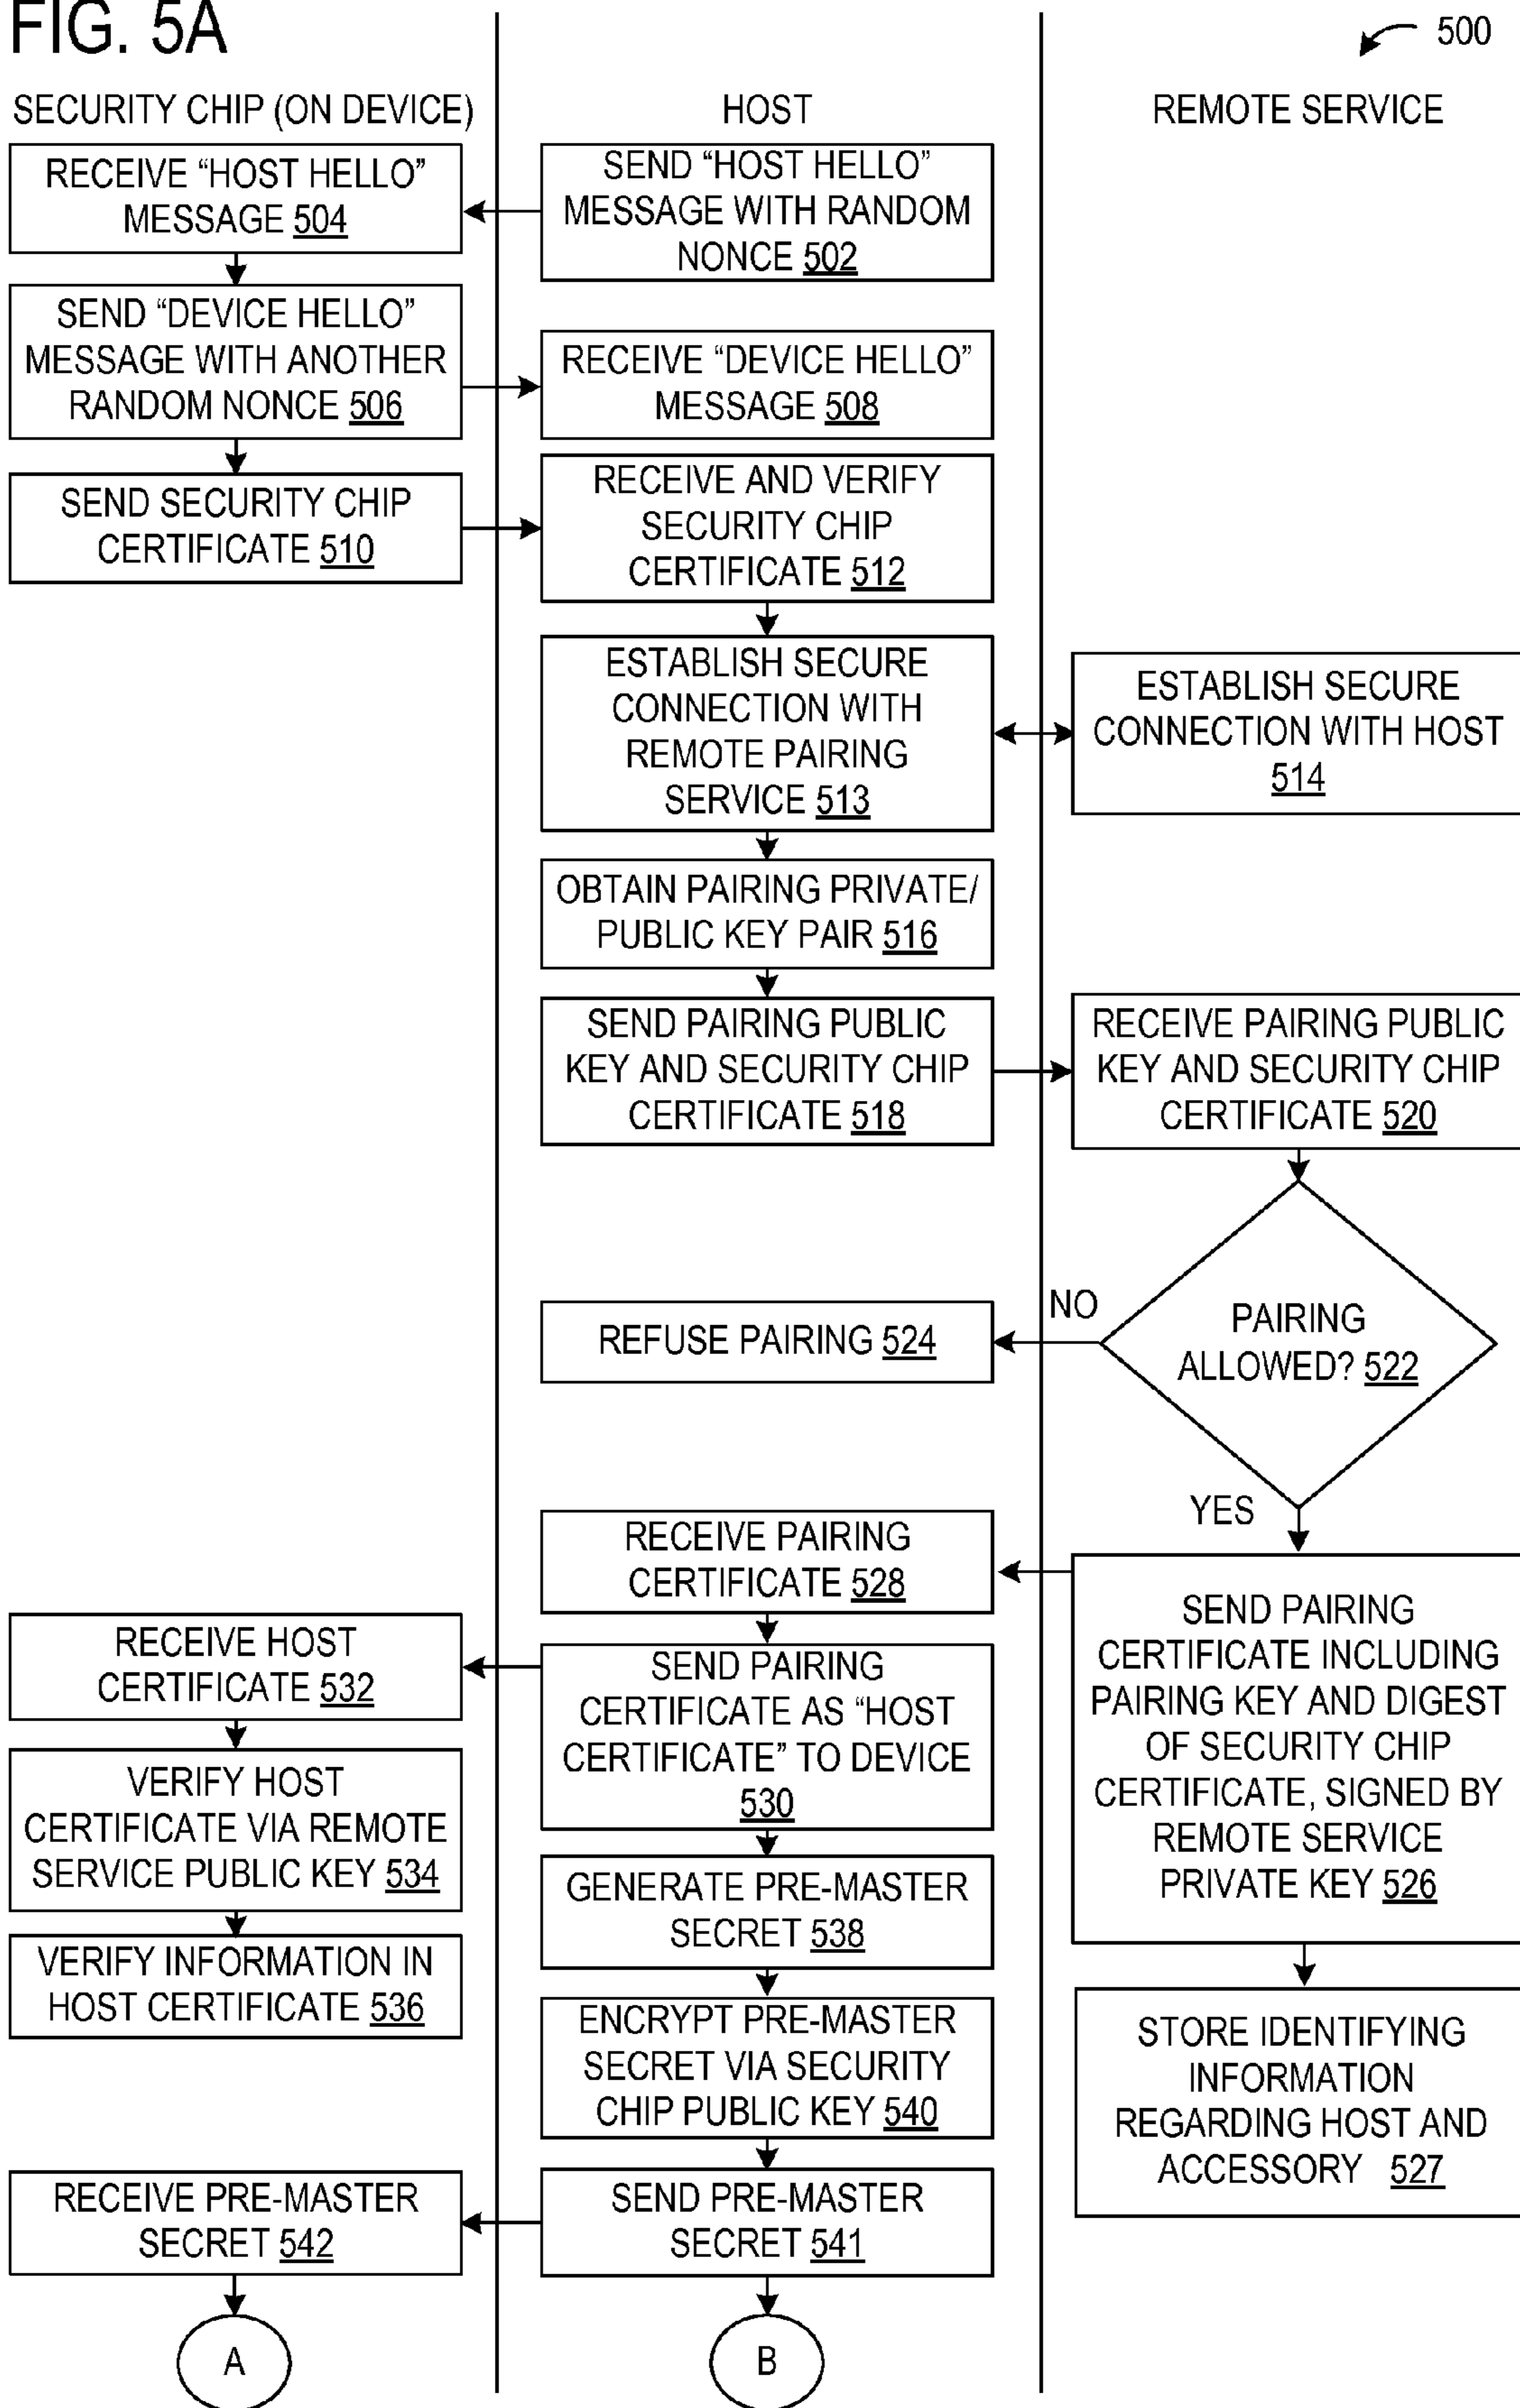 FIG. 5A
500
SECURITY CHIP (ON DEVICE)
HOST
REMOTE SERVICE
SEND “HOST HELLO”
MESSAGE WITH RANDOM
NONCE 502
RECEIVE “HOST HELLO”
MESSAGE 504
SEND “DEVICE HELLO”
MESSAGE WITH ANOTHER
RANDOM NONCE 506
RECEIVE “DEVICE HELLO”
MESSAGE 508
SEND SECURITY CHIP
CERTIFICATE 510
RECEIVE AND VERIFY
SECURITY CHIP
CERTIFICATE 512
ESTABLISH SECURE
CONNECTION WITH
REMOTE PAIRING
SERVICE 513
ESTABLISH SECURE
CONNECTION WITH HOST
514
OBTAIN PAIRING PRIVATE/
PUBLIC KEY PAIR 516
SEND PAIRING PUBLIC
KEY AND SECURITY CHIP
CERTIFICATE 518
RECEIVE PAIRING PUBLIC
KEY AND SECURITY CHIP
CERTIFICATE 520
PAIRING
ALLOWED? 522
NO
REFUSE PAIRING 524
YES
SEND PAIRING
CERTIFICATE INCLUDING
PAIRING KEY AND DIGEST
OF SECURITY CHIP
CERTIFICATE, SIGNED BY
REMOTE SERVICE
PRIVATE KEY 526
STORE IDENTIFYING
INFORMATION
REGARDING HOST AND
ACCESSORY 527
RECEIVE PAIRING
CERTIFICATE 528
SEND PAIRING
CERTIFICATE AS “HOST
CERTIFICATE” TO DEVICE
530
RECEIVE HOST
CERTIFICATE 532
VERIFY HOST
CERTIFICATE VIA REMOTE
SERVICE PUBLIC KEY 534
VERIFY INFORMATION IN
HOST CERTIFICATE 536
GENERATE PRE-MASTER
SECRET 538
ENCRYPT PRE-MASTER
SECRET VIA SECURITY
CHIP PUBLIC KEY 540
SEND PRE-MASTER
SECRET 541
RECEIVE PRE-MASTER
SECRET 542
A
B